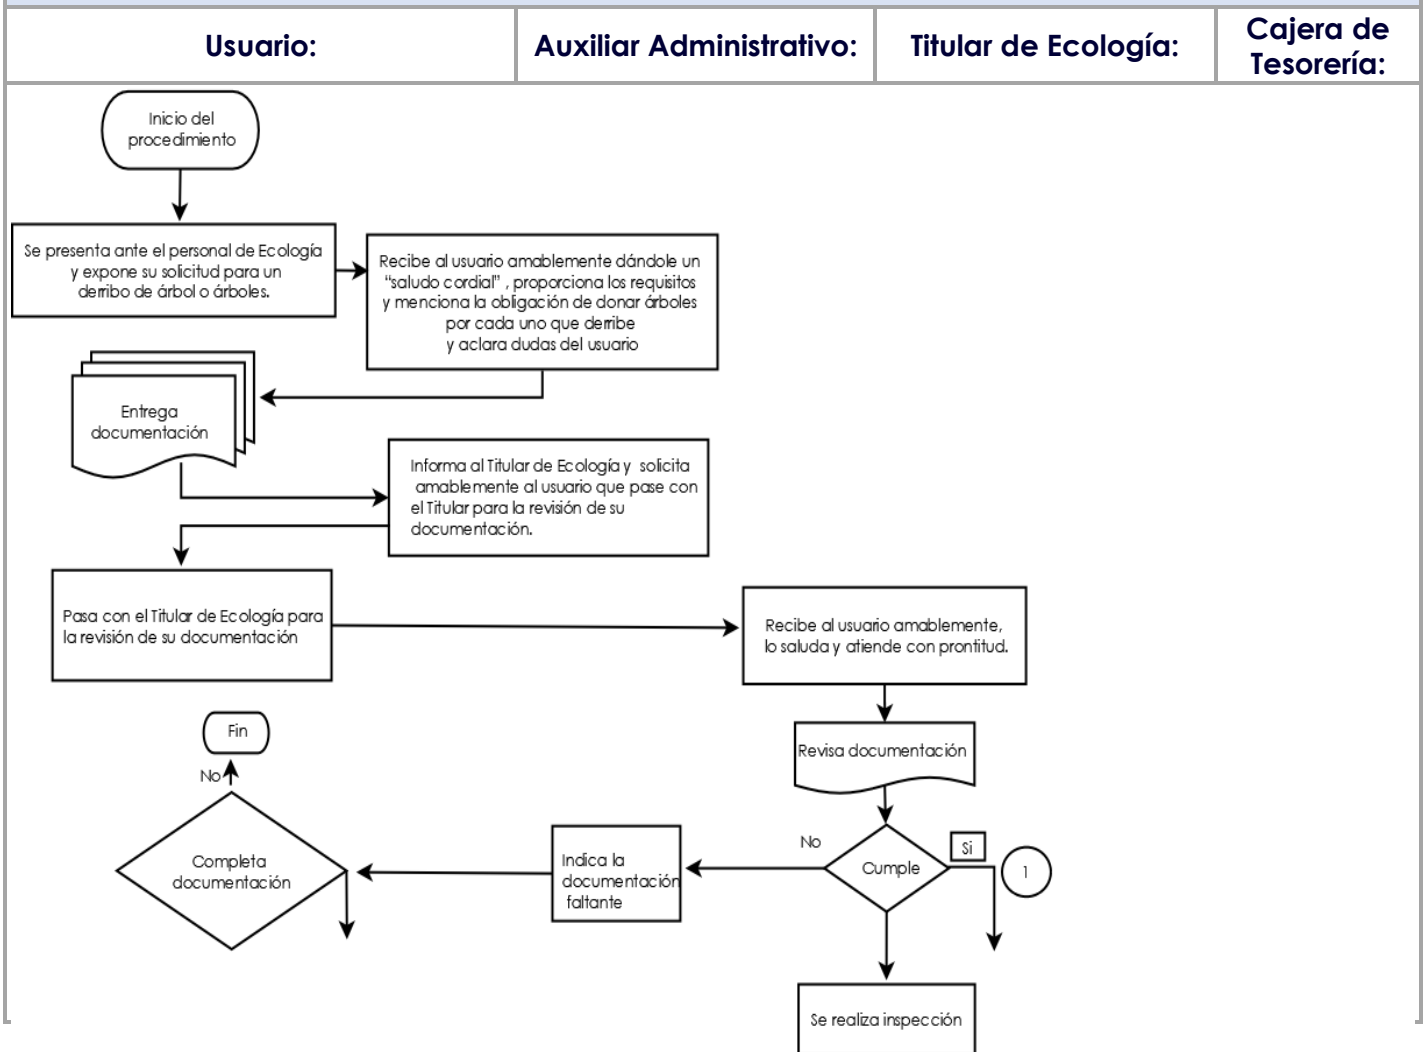 Usuario:
Auxiliar Administrativo:
Titular de Ecología:
Cajera de
Tesorería:
Inicio del
procedimiento
Se presenta ante el personal de Ecología
y expone su solicitud para un
derribo de árbol o árboles.
Recibe al usuario amablemente dándole un
“saludo cordial” , proporciona los requisitos
y menciona la obligación de donar árboles
por cada uno que derribe
y aclara dudas del usuario
Entrega
documentación
Informa al Titular de Ecología y solicita
amablemente al usuario que pase con
el Titular para la revisión de su
documentación.
Pasa con el Titular de Ecología para
la revisión de su documentación
Recibe al usuario amablemente,
lo saluda y atiende con prontitud.
Revisa documentación
Fin
No
Completa
documentación
Indica la
documentación
faltante
No
Cumple
Si
1
Se realiza inspección